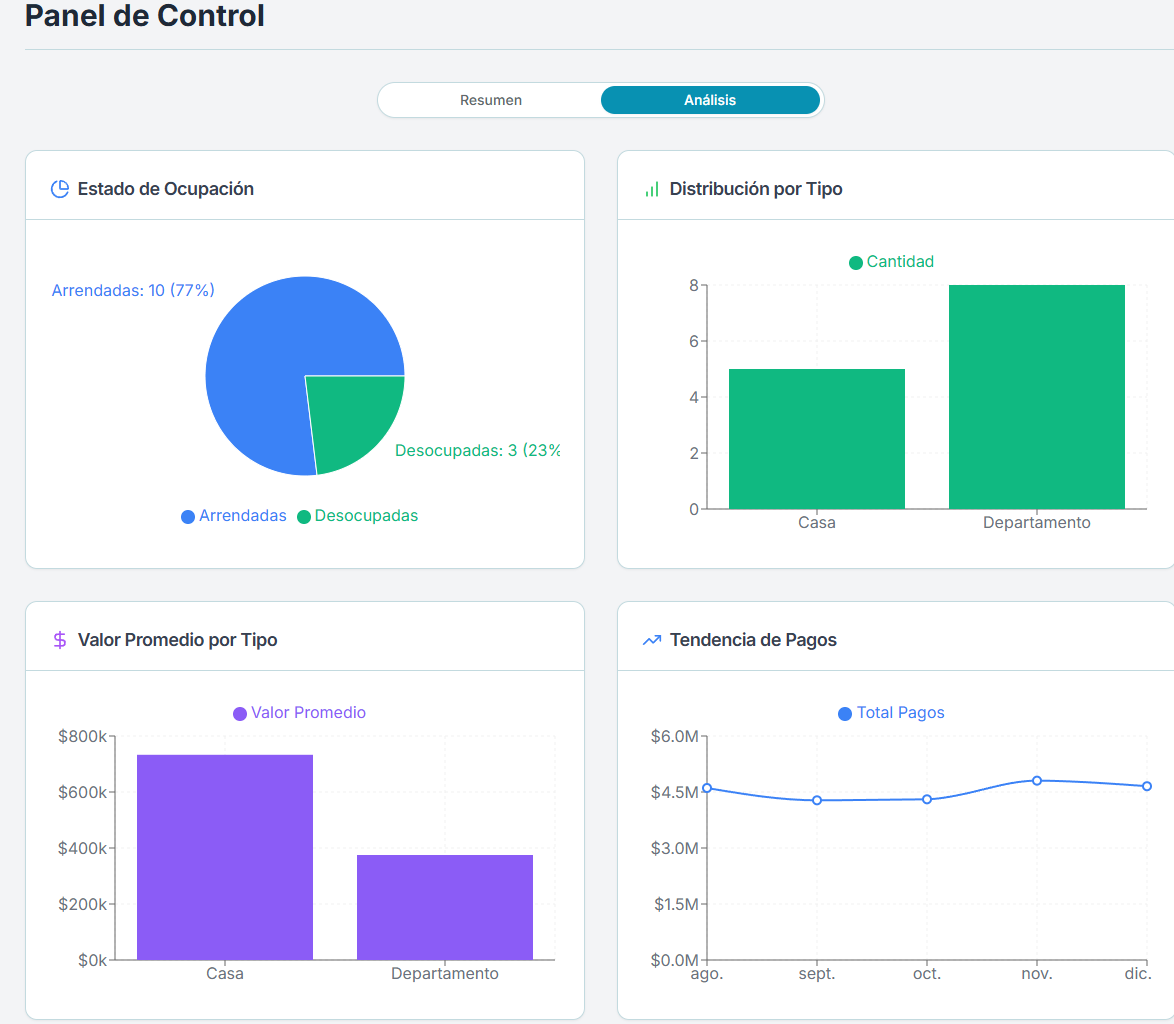 Panel de Control
Resumen
Análisis
Estado de Ocupación
Arrendadas: 10 (77%)
Desocupadas: 3 (23%
Arrendadas
Desocupadas
Distribución por Tipo
Cantidad
8
6
4
2
0
Casa
Departamento
Valor Promedio por Tipo
Valor Promedio
$800k
$600k
$400k
$200k
$0k
Casa
Departamento
Tendencia de Pagos
Total Pagos
$6.0M
$4.5M
$3.0M
$1.5M
$0.0M
ago.
sept.
oct.
nov.
dic.